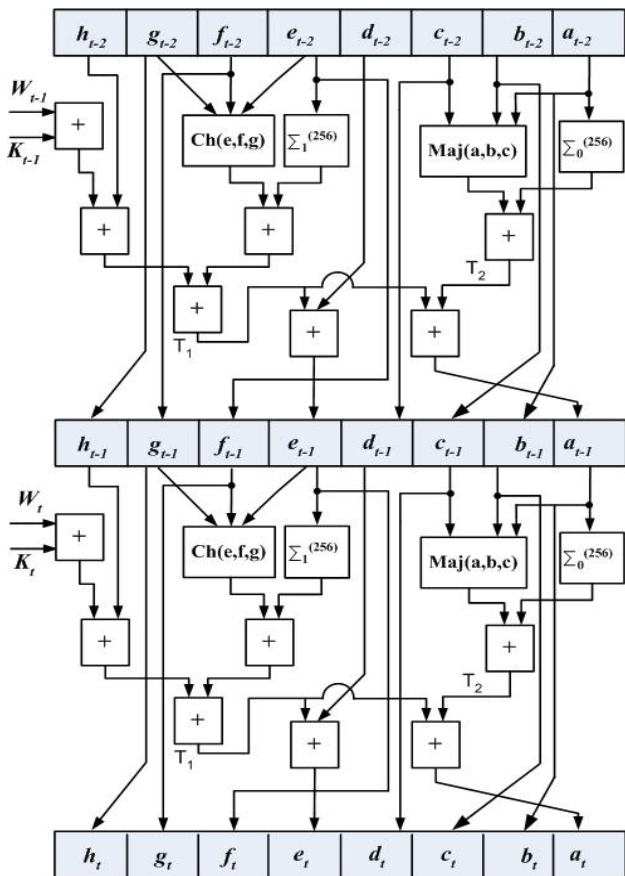 h_{t-2} g_{t-2} f_{t-2} e_{t-2} d_{t-2} c_{t-2} b_{t-2} a_{t-2}
W_{t-1}
K_{t-1}
+
Ch(e,f,g)
∑_1^{(256)}
Maj(a,b,c)
∑_0^{(256)}
+
+
+
T_2
+
T_1
+
+
h_{t-1} g_{t-1} f_{t-1} e_{t-1} d_{t-1} c_{t-1} b_{t-1} a_{t-1}
W_t
K_t
+
Ch(e,f,g)
∑_1^{(256)}
Maj(a,b,c)
∑_0^{(256)}
+
+
+
T_2
+
T_1
+
+
h_t g_t f_t e_t d_t c_t b_t a_t